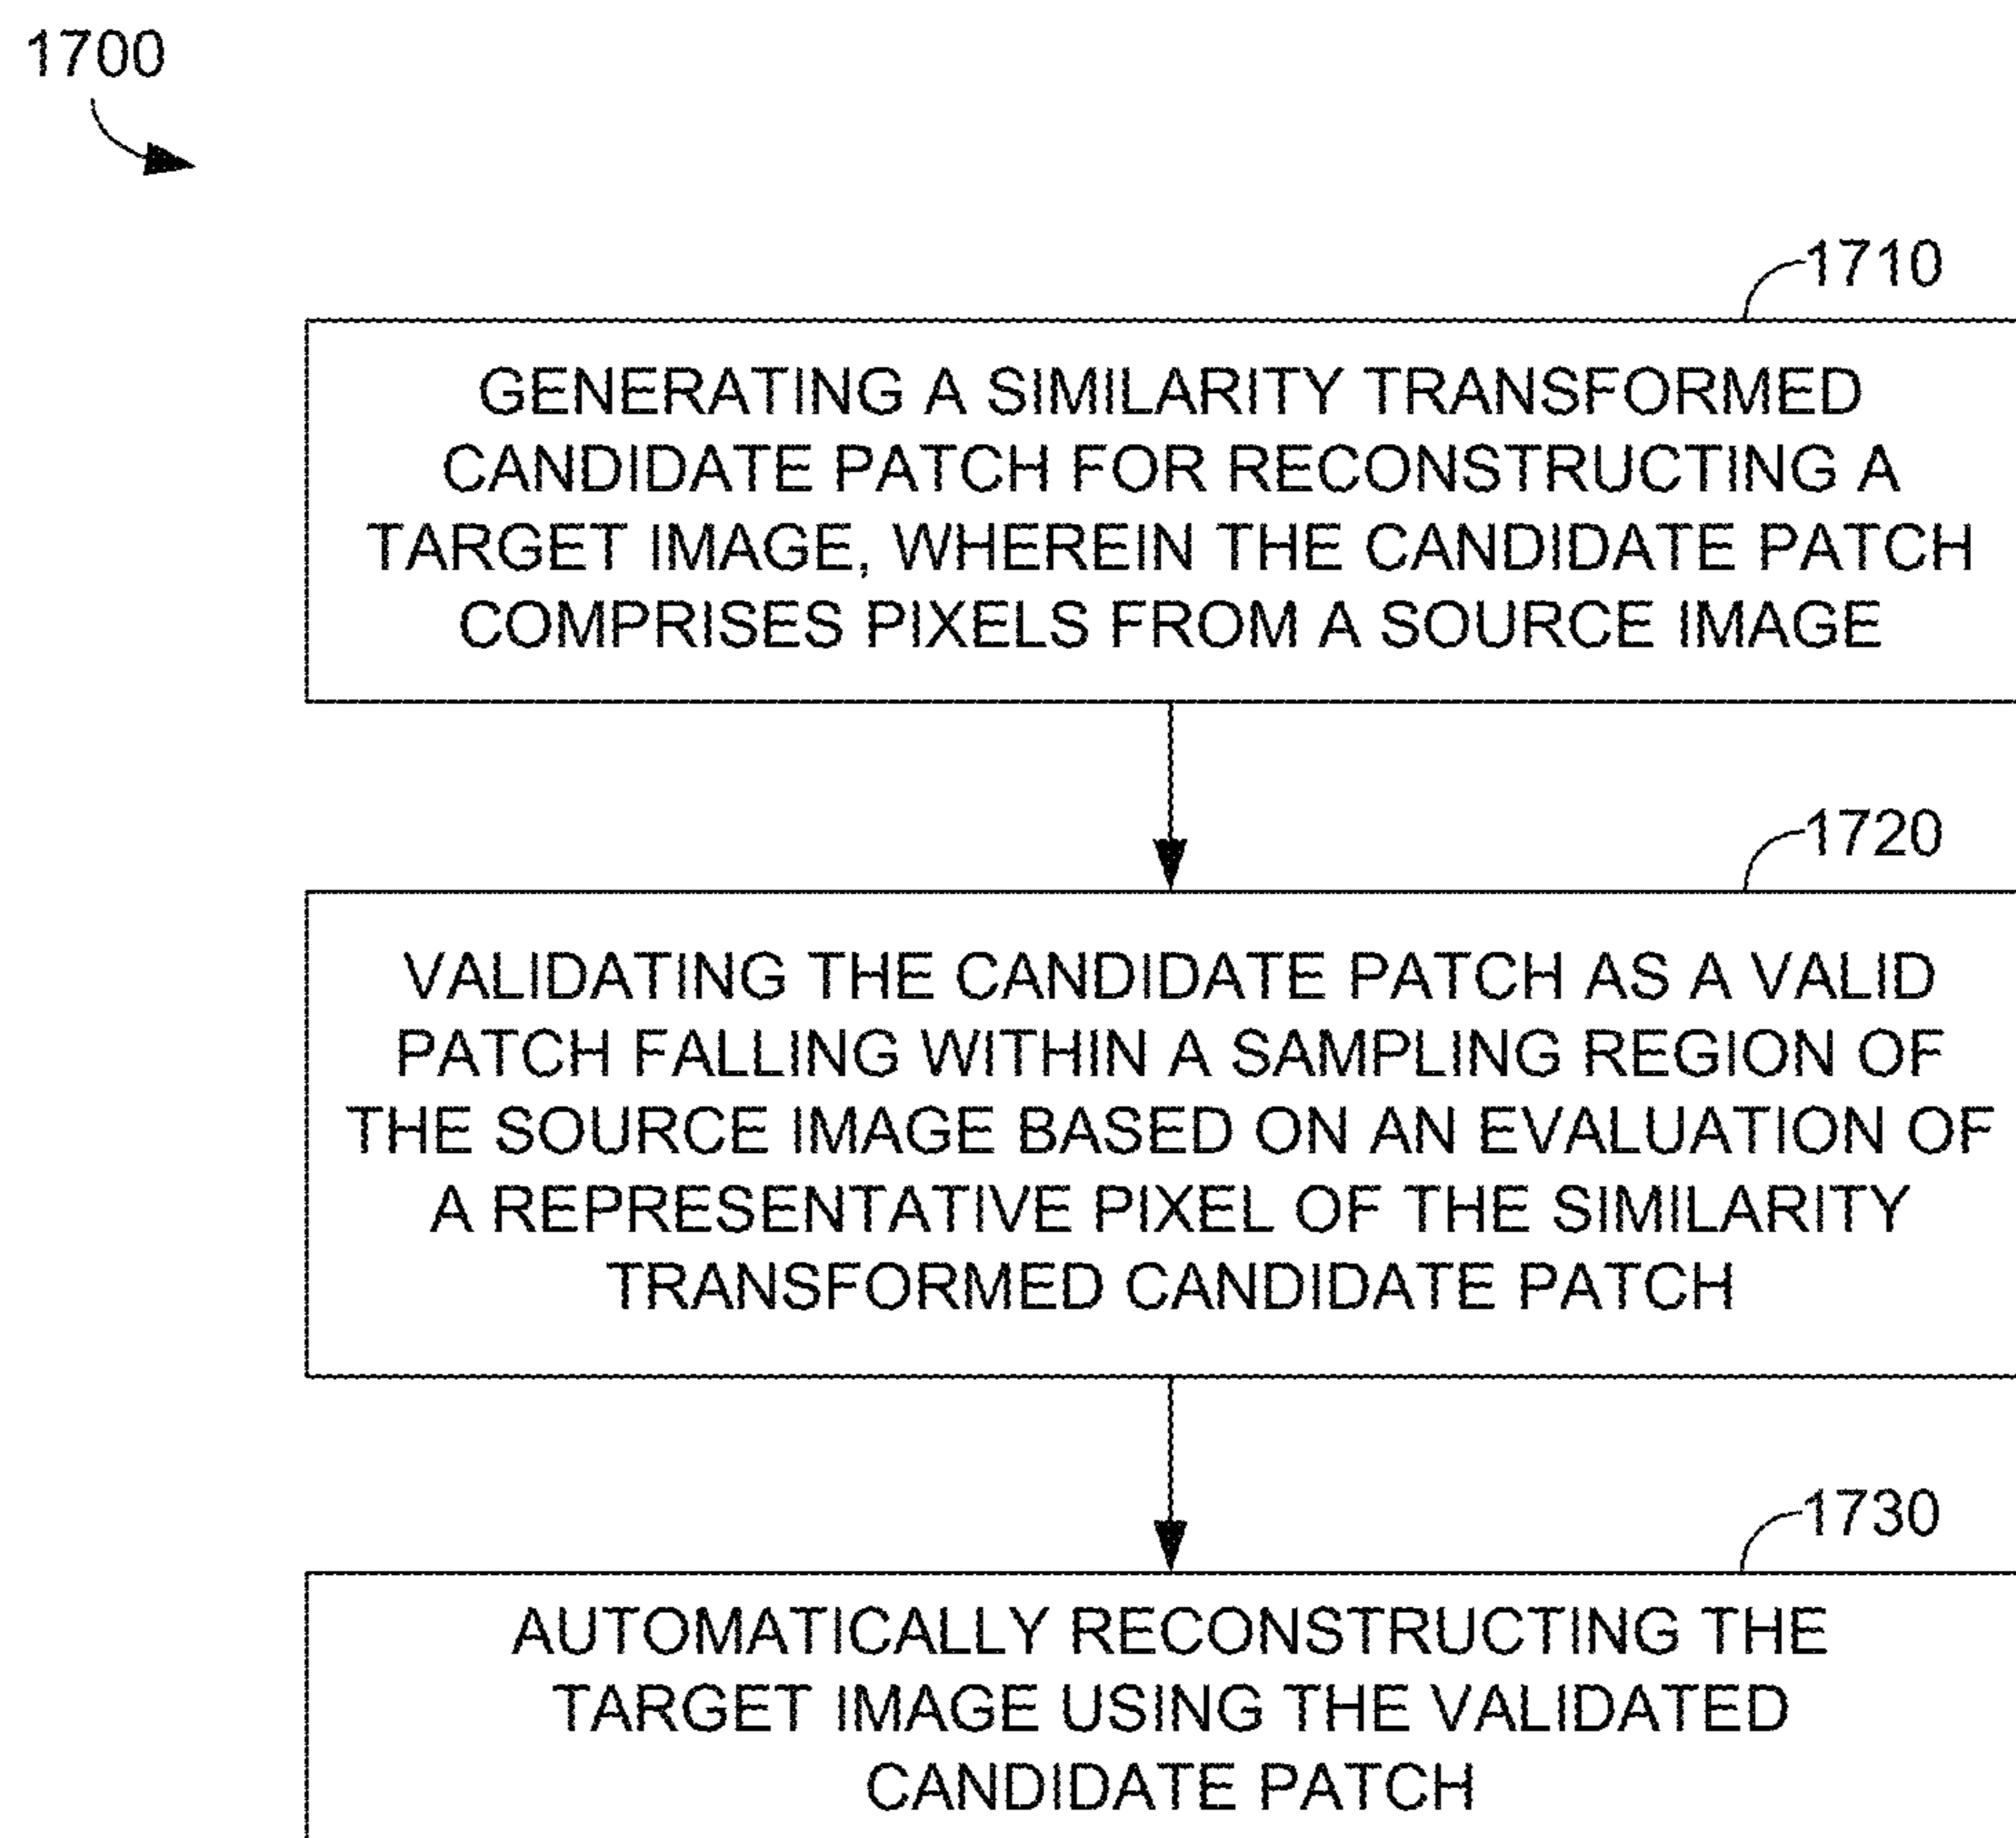 1700
1710
GENERATING A SIMILARITY TRANSFORMED
CANDIDATE PATCH FOR RECONSTRUCTING A
TARGET IMAGE, WHEREIN THE CANDIDATE PATCH
COMPRISES PIXELS FROM A SOURCE IMAGE
1720
VALIDATING THE CANDIDATE PATCH AS A VALID
PATCH FALLING WITHIN A SAMPLING REGION OF
THE SOURCE IMAGE BASED ON AN EVALUATION OF
A REPRESENTATIVE PIXEL OF THE SIMILARITY
TRANSFORMED CANDIDATE PATCH
1730
AUTOMATICALLY RECONSTRUCTING THE
TARGET IMAGE USING THE VALIDATED
CANDIDATE PATCH